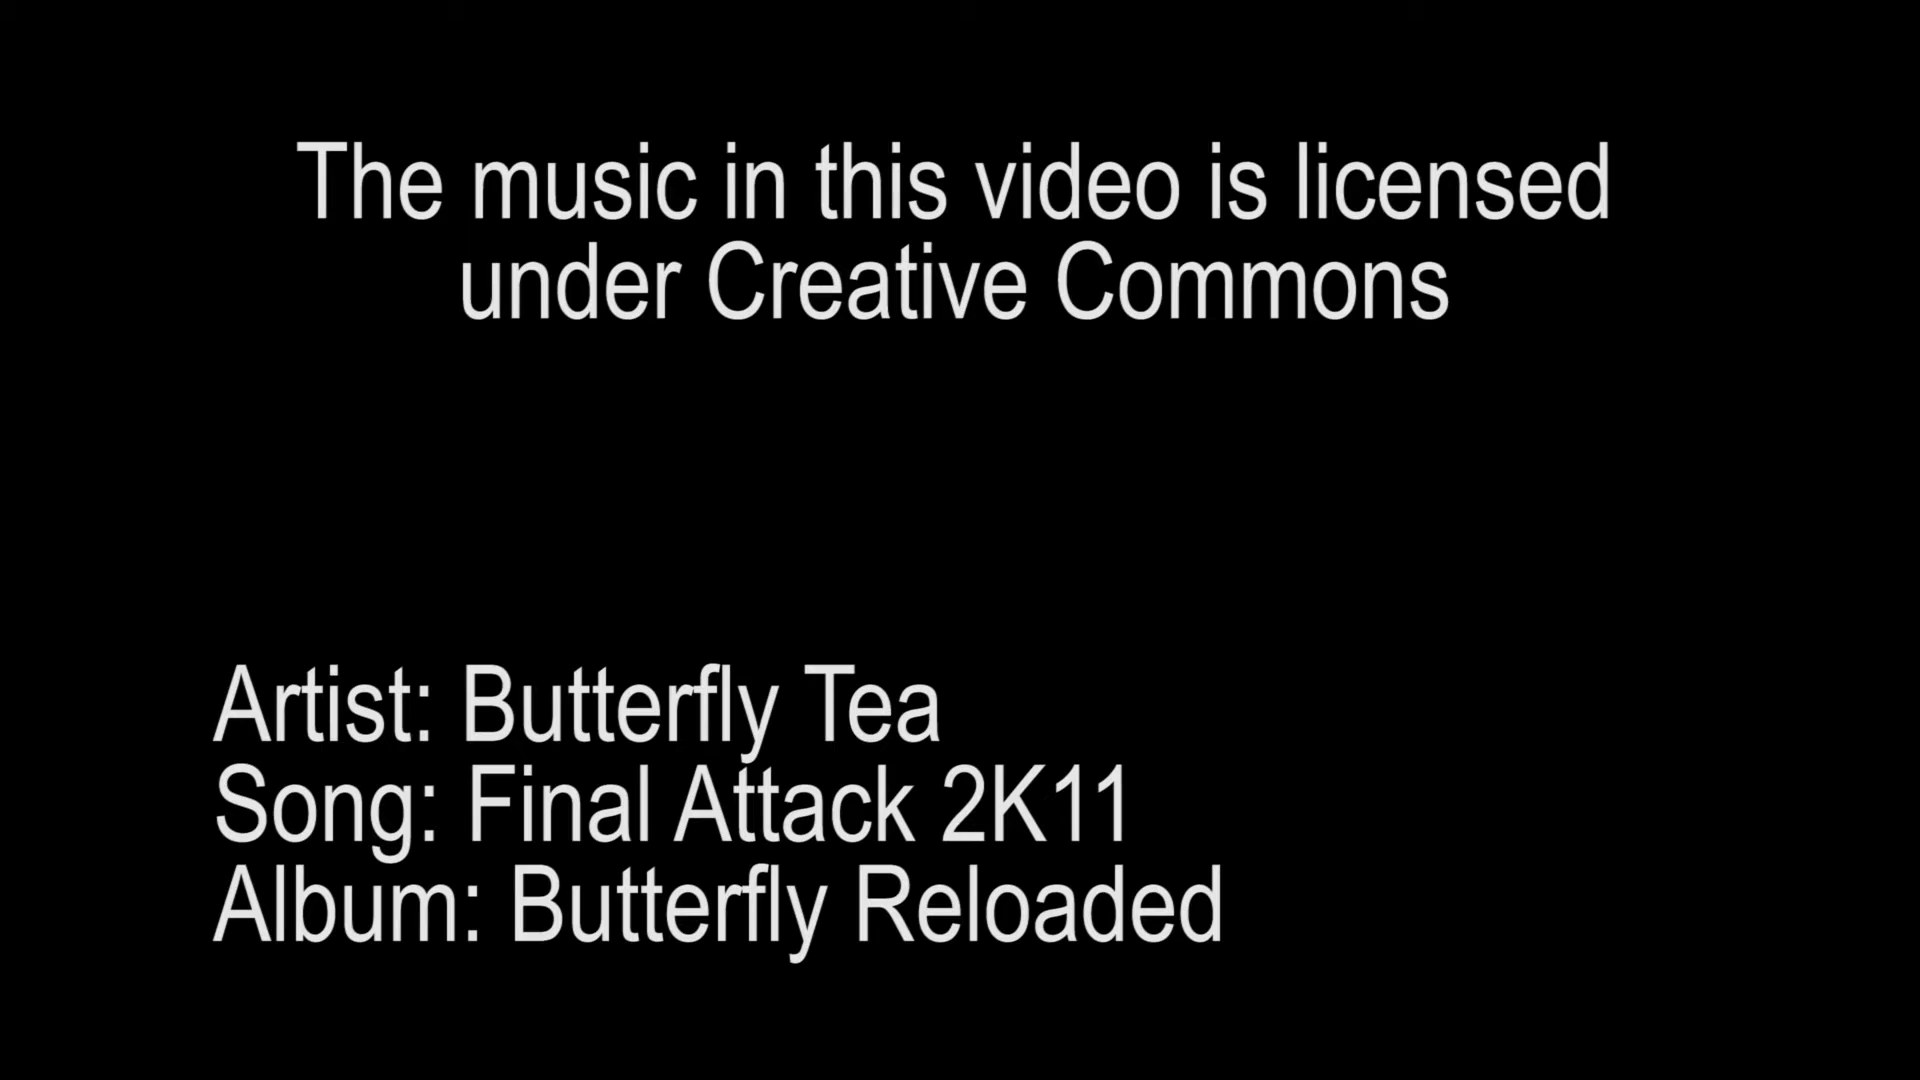 The music in this video is licensed
under Creative Commons
Artist: Butterfly Tea
Song: Final Attack 2K11
Album: Butterfly Reloaded